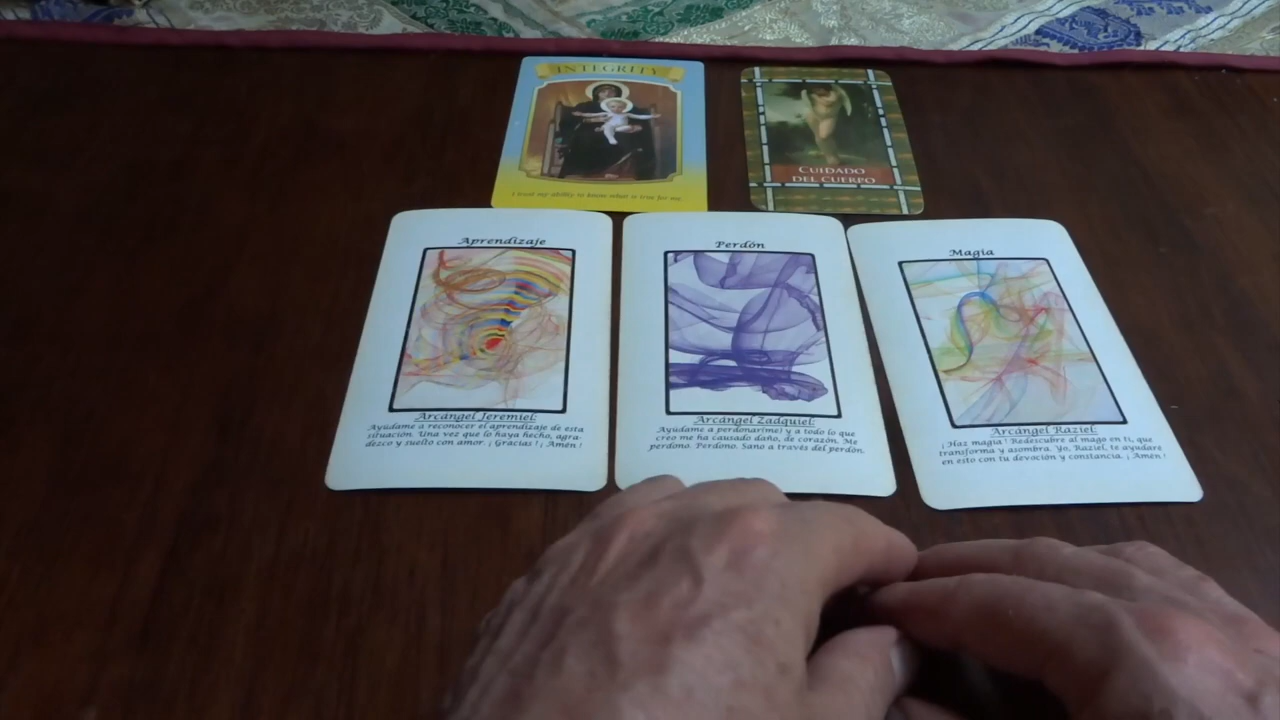 INTEGRITY
I trust my ability to know what is true for me.
CUIDADO
DEL CUERPO
Aprendizaje
Arcángel Jeremiel:
Ayúdame a reconocer el aprendizaje de esta
situación. Una vez que lo haya hecho, agra-
dezco y suelto con amor. ¡ Gracias! ¡ Amén !
Perdón
Arcángel Zadquiel:
Ayúdame a perdonar(me) y a todo lo que
creo me ha causado daño, de corazón. Me
perdono. Perdono. Sano a través del perdón.
Magia
Arcángel Raziel:
¡ Haz magia ! Redescubre al mago en ti, que
transforma y asombra. Yo, Raziel, te ayudaré
en esto con tu devoción y constancia. ¡ Amén !